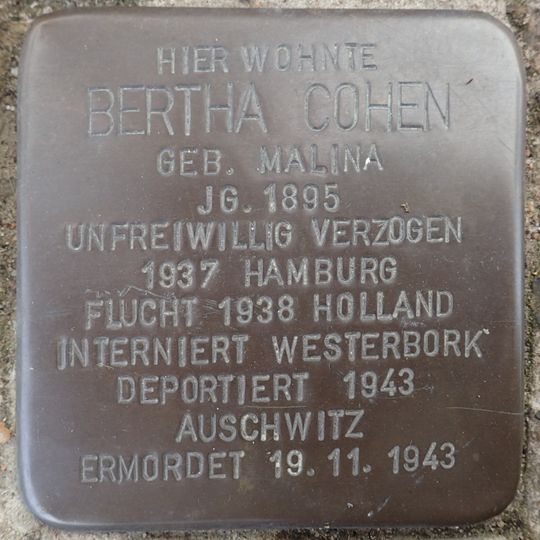 HIER WOHNTE
BERTHA COHEN
GEB. MALINA
JG. 1895
UNFREIWILLIG VERZOGEN
1937 HAMBURG
FLUCHT 1938 HOLLAND
INTERNIERT WESTERBORK
DEPORTIERT 1943
AUSCHWITZ
ERMORDET 19.11.1943